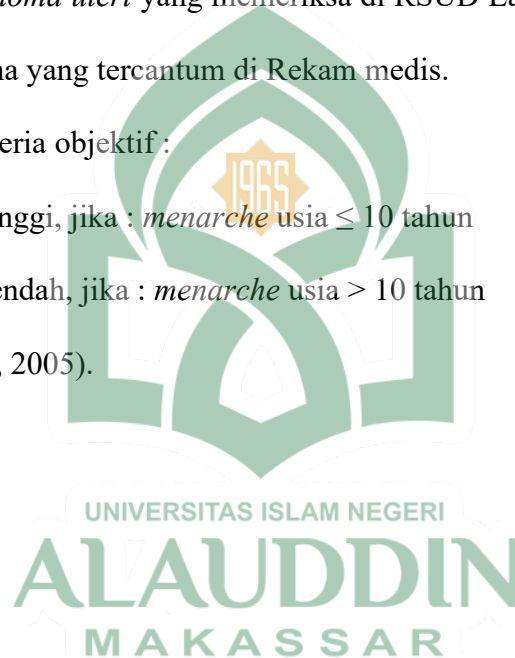 oma uteri yang memeriksa di RSUD La
na yang tercantum di Rekam medis.
eria objektif :
nggi, jika : menarche usia ≤ 10 tahun
endah, jika : menarche usia > 10 tahun
, 2005).
1965
UNIVERSITAS ISLAM NEGERI
ALAUDDIN
MAKASSAR